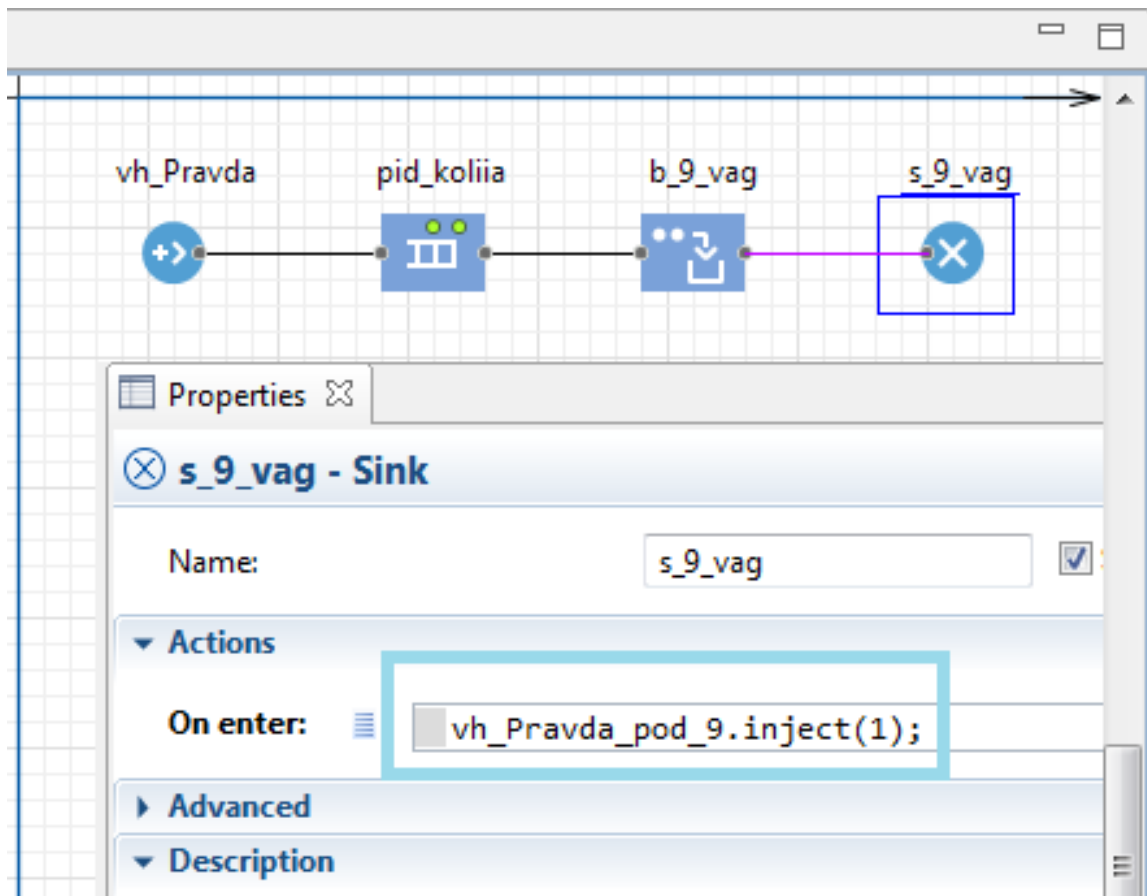 vh_Pravda pid_koliia b_9_vag s_9_vag
Properties
s_9_vag - Sink
Name: s_9_vag
Actions
On enter: vh_Pravda_pod_9.inject(1);
Advanced
Description